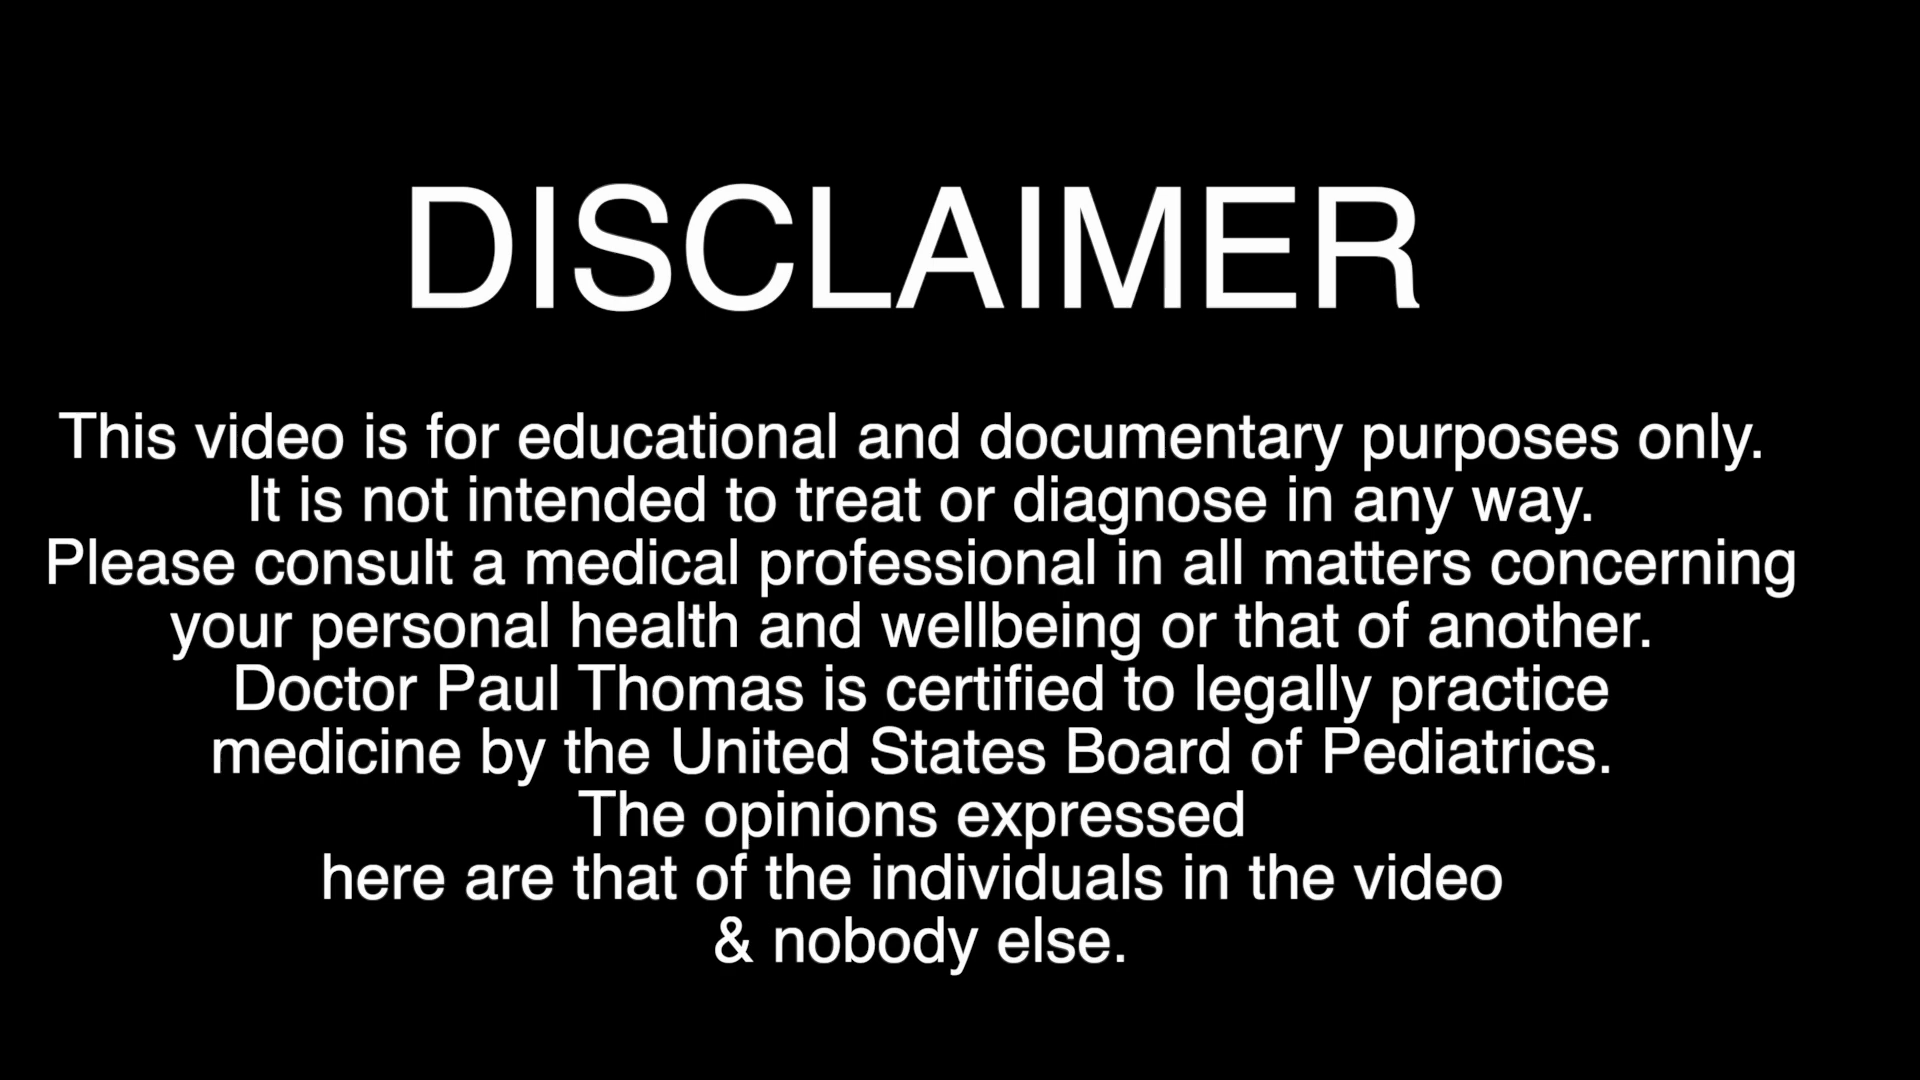 DISCLAIMER
This video is for educational and documentary purposes only.
It is not intended to treat or diagnose in any way.
Please consult a medical professional in all matters concerning
your personal health and wellbeing or that of another.
Doctor Paul Thomas is certified to legally practice
medicine by the United States Board of Pediatrics.
The opinions expressed
here are that of the individuals in the video
& nobody else.